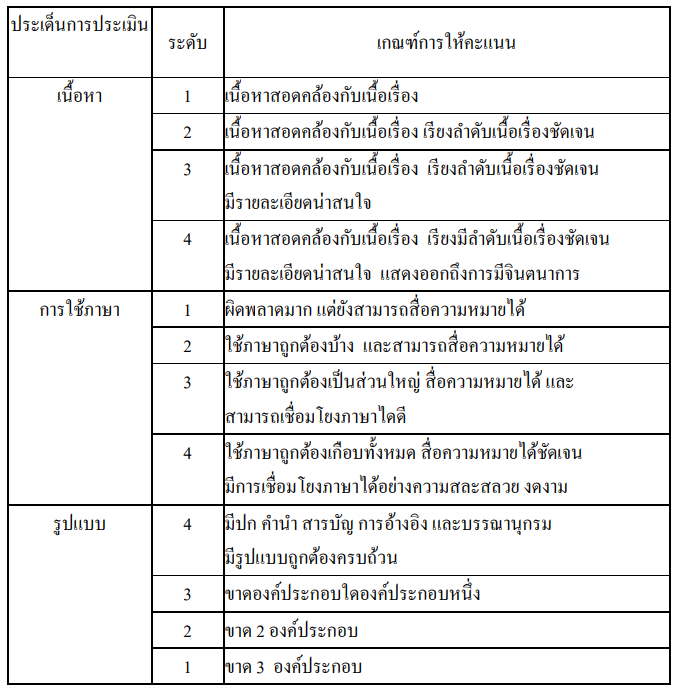 ประเด็นการประเมิน ระดับ เกณฑ์การให้คะแนน
เนื้อหา 1 เนื้อหาสอดคล้องกับเนื้อเรื่อง
2 เนื้อหาสอดคล้องกับเนื้อเรื่อง เรียงลำดับเนื้อเรื่องชัดเจน
3 เนื้อหาสอดคล้องกับเนื้อเรื่อง เรียงลำดับเนื้อเรื่องชัดเจน
มีรายละเอียดน่าสนใจ
4 เนื้อหาสอดคล้องกับเนื้อเรื่อง เรียงมีลำดับเนื้อเรื่องชัดเจน
มีรายละเอียดน่าสนใจ แสดงออกถึงการมีจินตนาการ
การใช้ภาษา 1 ผิดพลาดมาก แต่ยังสามารถสื่อความหมายได้
2 ใช้ภาษาถูกต้องบ้าง และสามารถสื่อความหมายได้
3 ใช้ภาษาถูกต้องเป็นส่วนใหญ่ สื่อความหมายได้ และ
สามารถเชื่อมโยงภาษาไดดี
4 ใช้ภาษาถูกต้องเกือบทั้งหมด สื่อความหมายได้ชัดเจน
มีการเชื่อมโยงภาษาได้อย่างความสละสลวย งดงาม
รูปแบบ 4 มีปก คำนำ สารบัญ การอ้างอิง และบรรณานุกรม
มีรูปแบบถูกต้องครบถ้วน
3 ขาดองค์ประกอบใดองค์ประกอบหนึ่ง
2 ขาด 2 องค์ประกอบ
1 ขาด 3 องค์ประกอบ